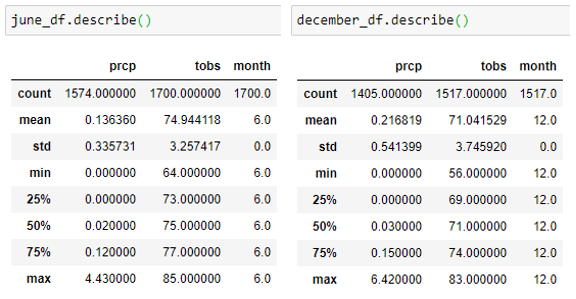 june_df.describe() december_df.describe()
prcp tobs month prcp tobs month
count 1574.000000 1700.000000 1700.0 count 1405.000000 1517.000000 1517.0
mean 0.136360 74.944118 6.0 mean 0.216819 71.041529 12.0
std 0.335731 3.257417 0.0 std 0.541399 3.745920 0.0
min 0.000000 64.000000 6.0 min 0.000000 56.000000 12.0
25% 0.000000 73.000000 6.0 25% 0.000000 69.000000 12.0
50% 0.020000 75.000000 6.0 50% 0.030000 71.000000 12.0
75% 0.120000 77.000000 6.0 75% 0.150000 74.000000 12.0
max 4.430000 85.000000 6.0 max 6.420000 83.000000 12.0